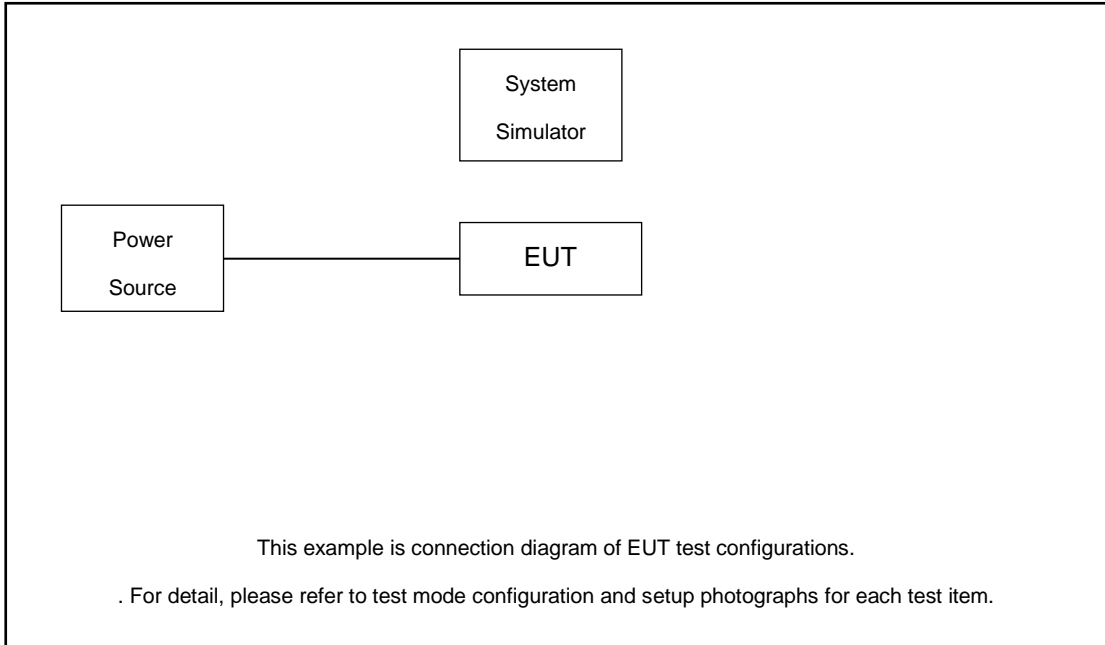 System
Simulator
Power
Source
EUT
This example is connection diagram of EUT test configurations.
. For detail, please refer to test mode configuration and setup photographs for each test item.